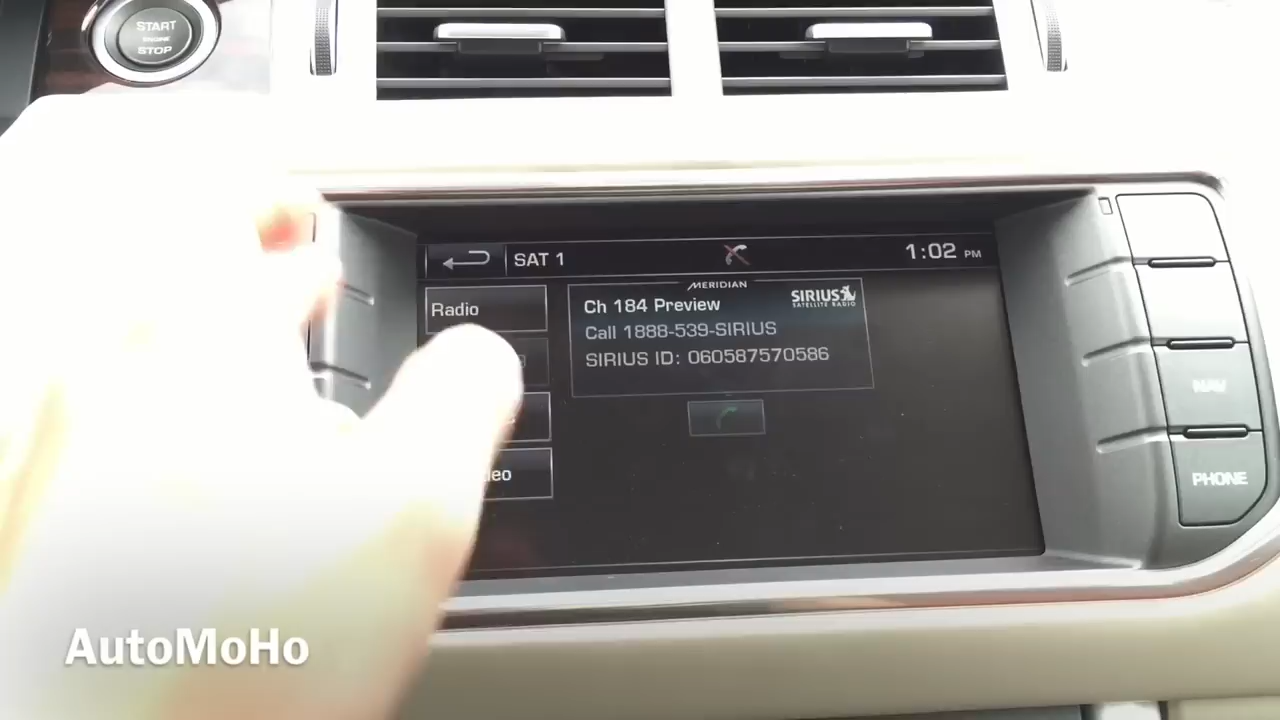 START
ENGINE
STOP
SAT 1
1:02 PM
MERIDIAN
Radio
Ch 184 Preview
SIRIUS
SATELLITE RADIO
Call 1888-539-SIRIUS
SIRIUS ID: 060587570586
NAV
PHONE
AutoMoHo